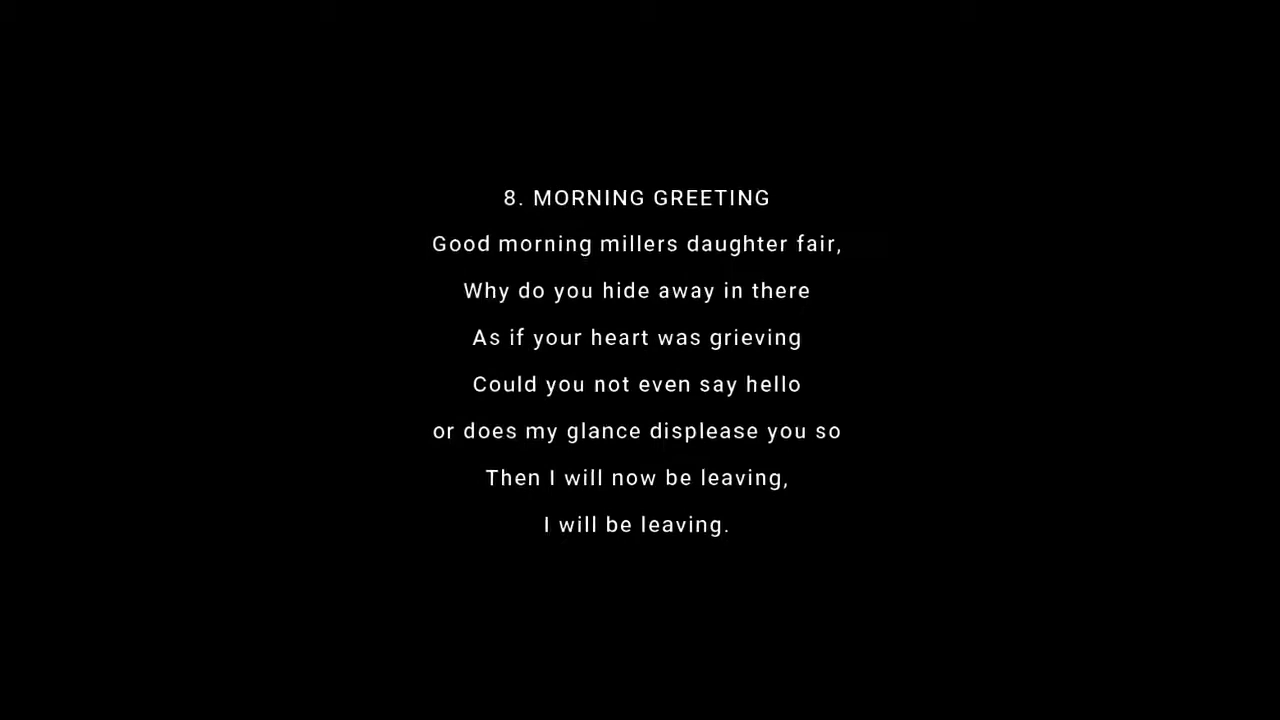 8. MORNING GREETING
Good morning millers daughter fair,
Why do you hide away in there
As if your heart was grieving
Could you not even say hello
or does my glance displease you so
Then I will now be leaving,
I will be leaving.